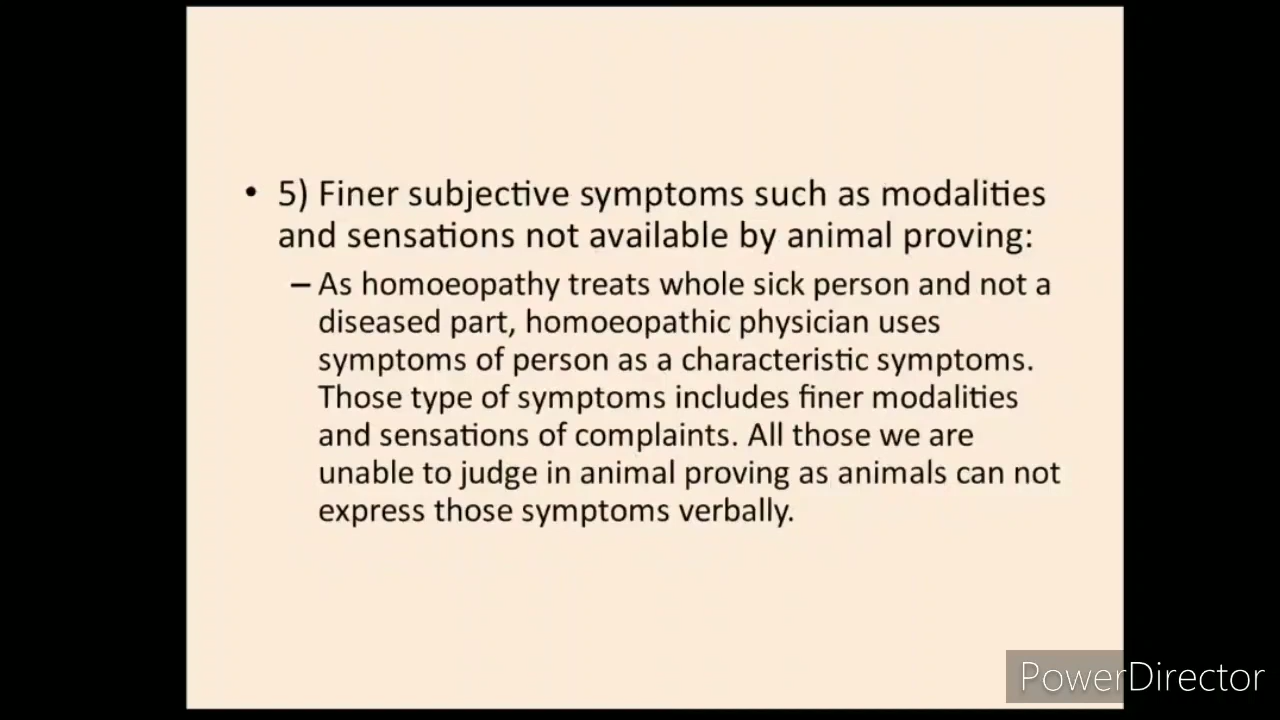 • 5) Finer subjective symptoms such as modalities
and sensations not available by animal proving:
– As homoeopathy treats whole sick person and not a
diseased part, homoeopathic physician uses
symptoms of person as a characteristic symptoms.
Those type of symptoms includes finer modalities
and sensations of complaints. All those we are
unable to judge in animal proving as animals can not
express those symptoms verbally.
PowerDirector